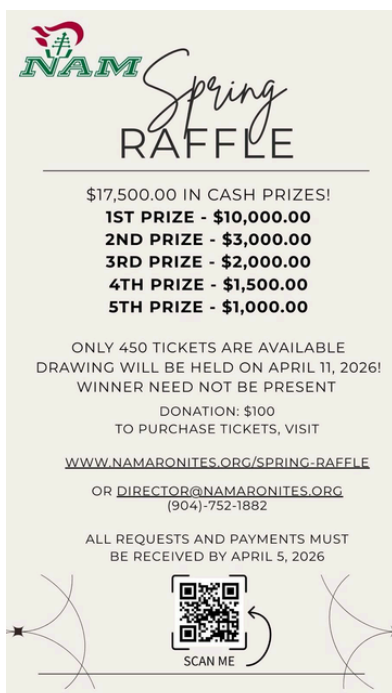 NAM
Spring
RAFFLE
$17,500.00 IN CASH PRIZES!
1ST PRIZE - $10,000.00
2ND PRIZE - $3,000.00
3RD PRIZE - $2,000.00
4TH PRIZE - $1,500.00
5TH PRIZE - $1,000.00
ONLY 450 TICKETS ARE AVAILABLE
DRAWING WILL BE HELD ON APRIL 11, 2026!
WINNER NEED NOT BE PRESENT
DONATION: $100
TO PURCHASE TICKETS, VISIT
WWW.NAMARONITES.ORG/SPRING-RAFFLE
OR DIRECTOR@NAMARONITES.ORG
(904)-752-1882
ALL REQUESTS AND PAYMENTS MUST
BE RECEIVED BY APRIL 5, 2026
SCAN ME